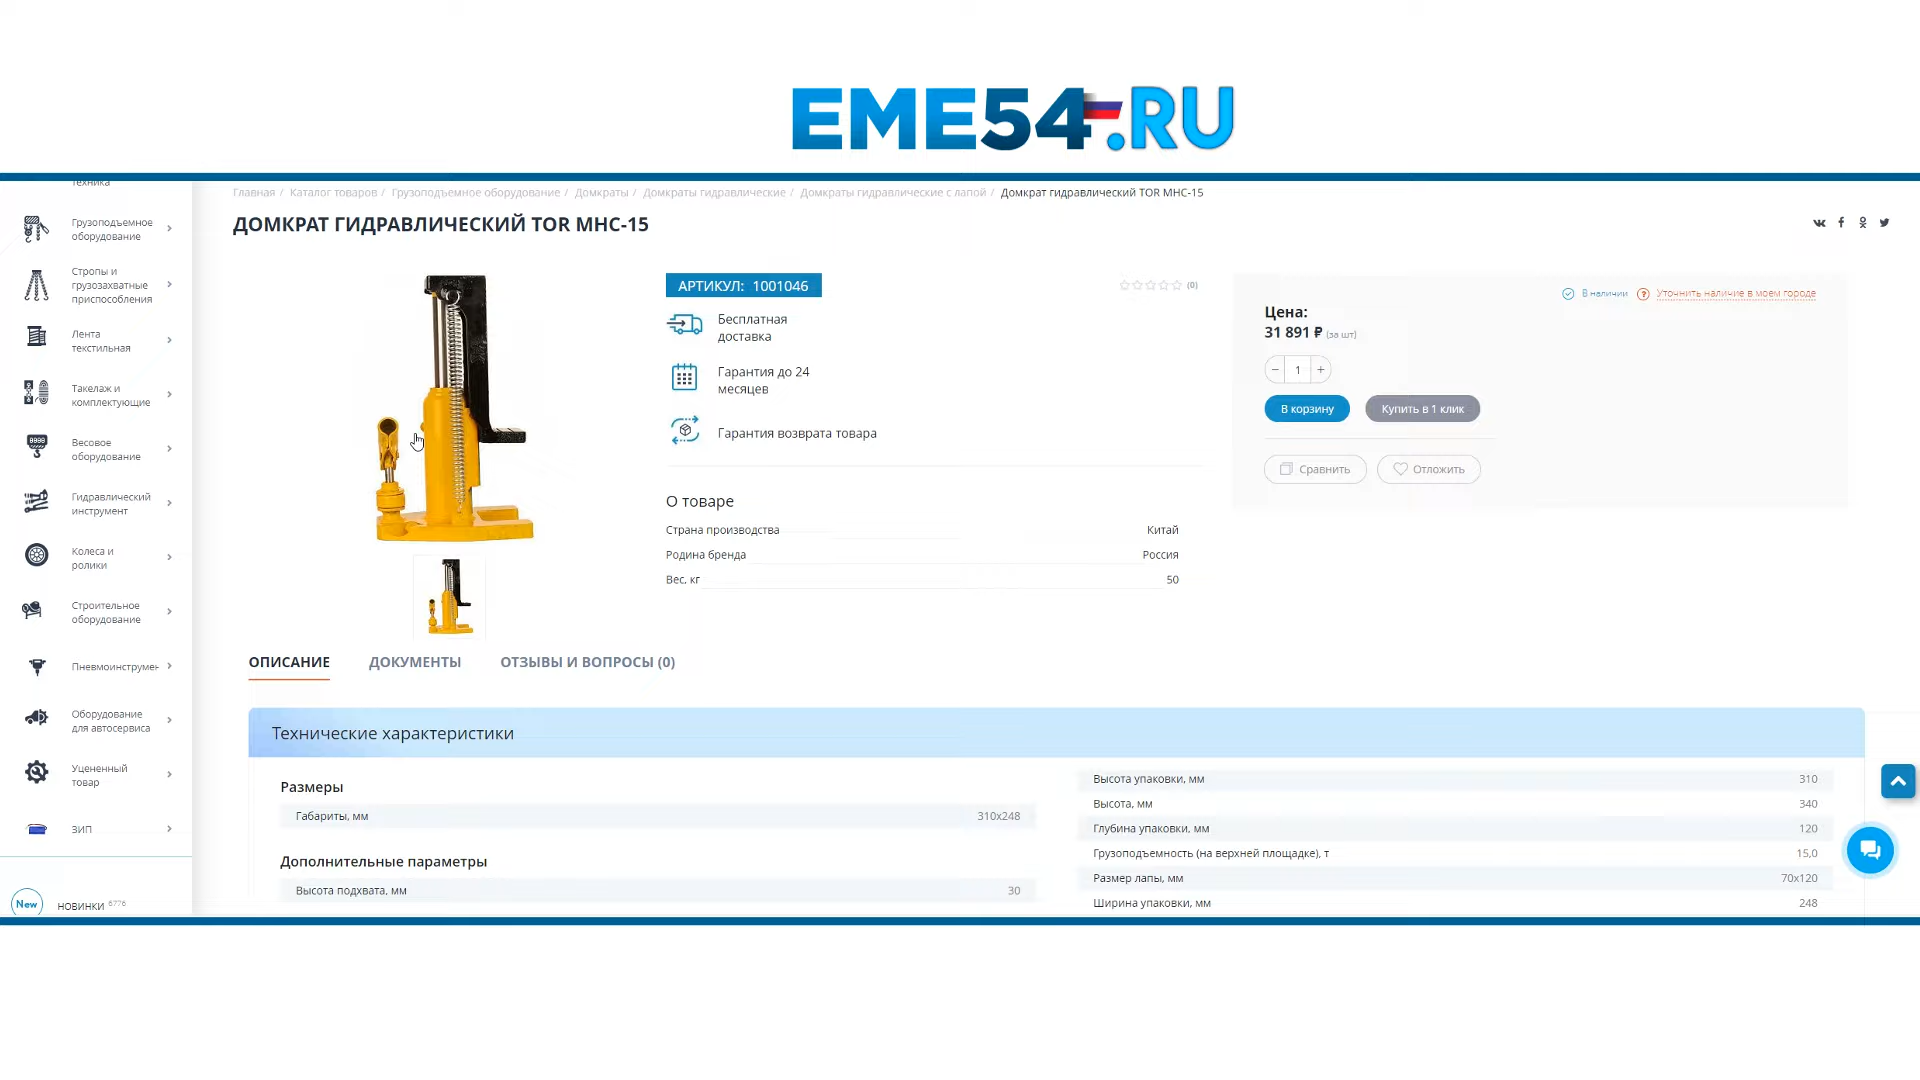 EME54.RU
техника
Главная / Каталог товаров / Грузоподъемное оборудование / Домкраты / Домкраты гидравлические / Домкраты гидравлические с лапой / Домкрат гидравлический TOR МНС-15
ДОМКРАТ ГИДРАВЛИЧЕСКИЙ TOR МНС-15
Грузоподъемное
оборудование
Стропы и
грузозахватные
приспособления
Лента
текстильная
Такелаж и
комплектующие
Весовое
оборудование
Гидравлический
инструмент
Колеса и
ролики
Строительное
оборудование
Пневмоинструмен
Оборудование
для автосервиса
Уцененный
товар
ЗИП
New НОВИНКИ 6776
АРТИКУЛ: 1001046
(0)
Бесплатная
доставка
Гарантия до 24
месяцев
Гарантия возврата товара
О товаре
Страна производства Китай
Родина бренда Россия
Вес, кг 50
В наличии ? Уточнить наличие в моем городе
Цена:
31 891 ₽ (за шт)
− 1 +
В корзину Купить в 1 клик
Сравнить Отложить
ОПИСАНИЕ ДОКУМЕНТЫ ОТЗЫВЫ И ВОПРОСЫ (0)
Технические характеристики
Размеры
Габариты, мм 310x248
Дополнительные параметры
Высота подхвата, мм 30
Высота упаковки, мм 310
Высота, мм 340
Глубина упаковки, мм 120
Грузоподъемность (на верхней площадке), т 15,0
Размер лапы, мм 70x120
Ширина упаковки, мм 248